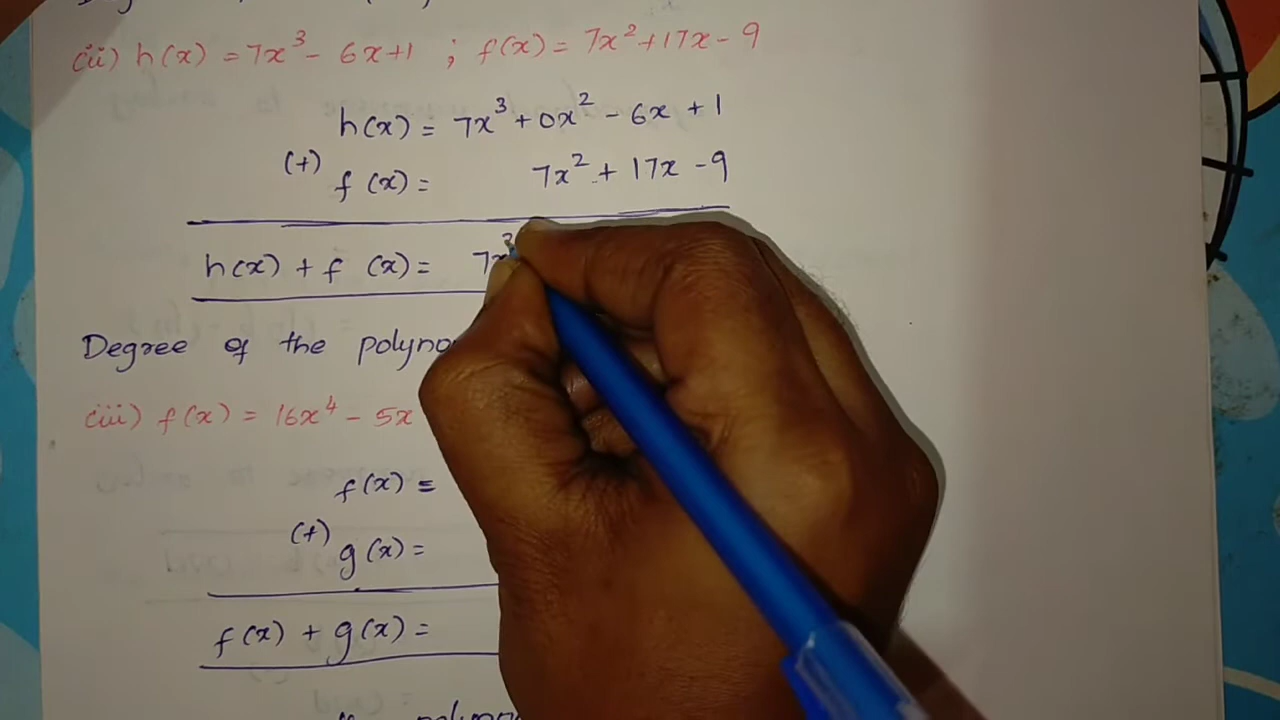 (ii) h(x) = 7x³ - 6x+1 ; f(x) = 7x²+17x-9
h(x) = 7x³ + 0x² - 6x + 1
(+) f(x) = 7x² + 17x - 9
h(x) + f(x) = 7x³
Degree of the
(iii) f(x) = 16x⁴ - 5x
f(x) =
(+) g(x) =
f(x) + g(x) =